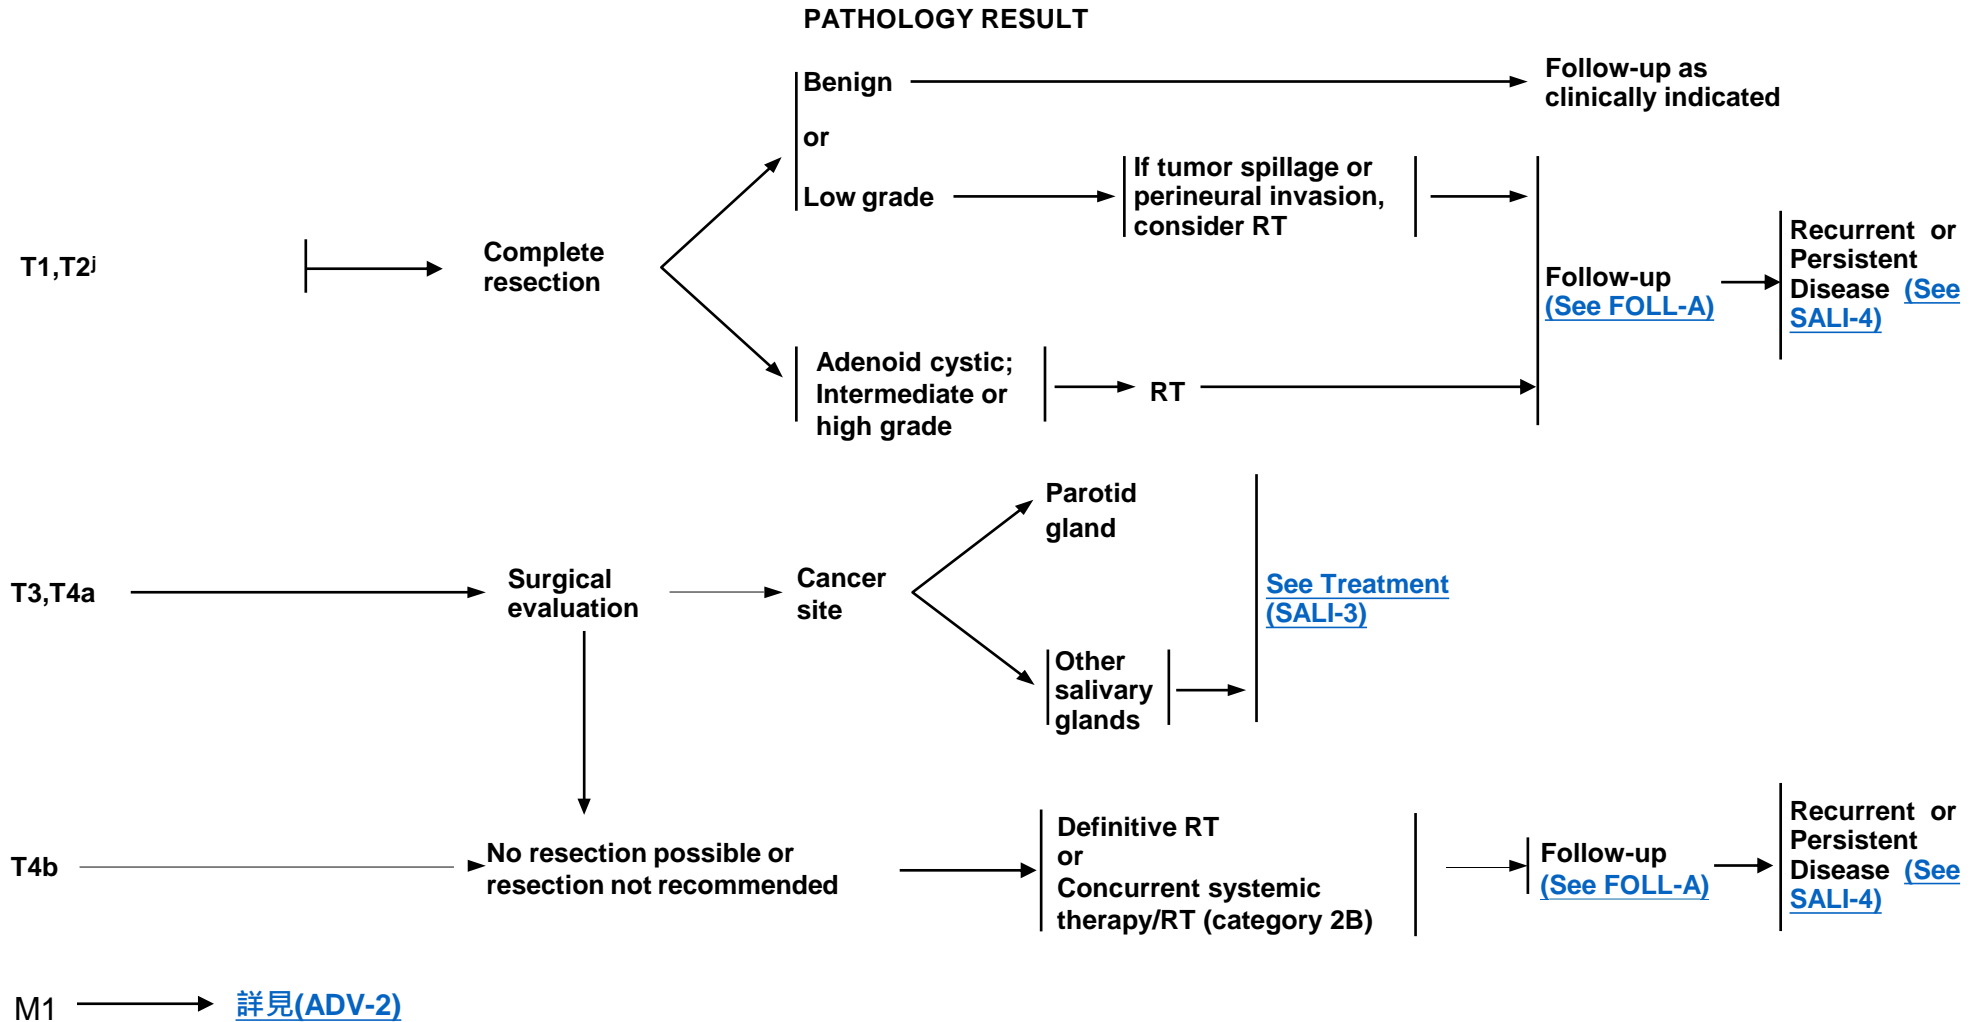 PATHOLOGY RESULT
Benign
or
Low grade
Follow-up as
clinically indicated
If tumor spillage or
perineural invasion,
consider RT
T1,T2j
Complete
resection
Adenoid cystic;
Intermediate or
high grade
RT
Follow-up
(See FOLL-A)
Recurrent or
Persistent
Disease (See
SALI-4)
T3,T4a
Surgical
evaluation
Cancer
site
Parotid
gland
Other
salivary
glands
See Treatment
(SALI-3)
T4b
No resection possible or
resection not recommended
Definitive RT
or
Concurrent systemic
therapy/RT (category 2B)
Follow-up
(See FOLL-A)
Recurrent or
Persistent
Disease (See
SALI-4)
M1
詳見(ADV-2)